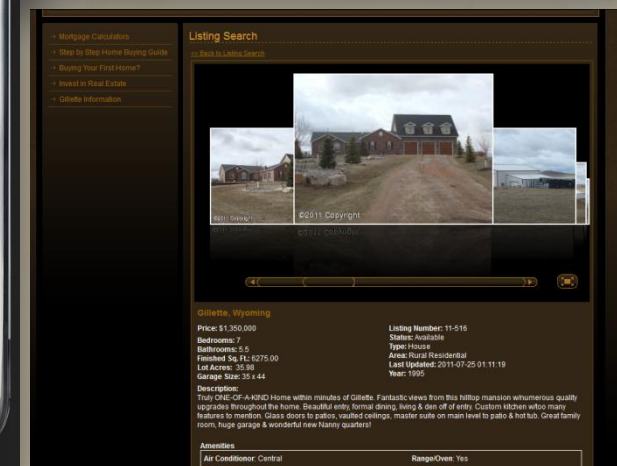 → Mortgage Calculators
→ Step by Step Home Buying Guide
→ Buying Your First Home?
→ Invest in Real Estate
→ Gillette Information
Listing Search
<< Back to Listing Search
©2011 Copyright
©2011 Copyright
Gillette, Wyoming
Price: $1,350,000
Bedrooms: 7
Bathrooms: 5.5
Finished Sq. Ft.: 6275.00
Lot Acres: 35.98
Garage Size: 35 x 44
Listing Number: 11-516
Status: Available
Type: House
Area: Rural Residential
Last Updated: 2011-07-25 01:11:19
Year: 1995
Description:
Truly ONE-OF-A-KIND Home within minutes of Gillette. Fantastic views from this hilltop mansion w/numerous quality
upgrades throughout the home. Beautiful entry, formal dining, living & den off of entry. Custom kitchen w/too many
features to mention. Glass doors to patios, vaulted ceilings, master suite on main level to patio & hot tub. Great family
room, huge garage & wonderful new Nanny quarters!
Amenities
Air Conditionor: Central
Range/Oven: Yes